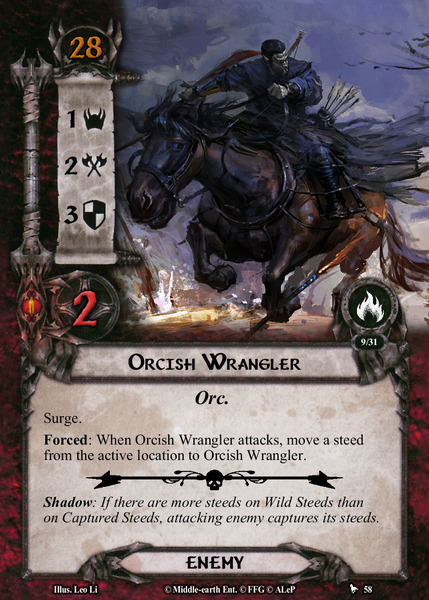 28
1
2
3
2
9/31
Orcish Wrangler
Orc.
Surge.
Forced: When Orcish Wrangler attacks, move a steed
from the active location to Orcish Wrangler.
Shadow: If there are more steeds on Wild Steeds than
on Captured Steeds, attacking enemy captures its steeds.
ENEMY
Illus. Leo Li
© Middle-earth Ent. © FFG © ALeP
58